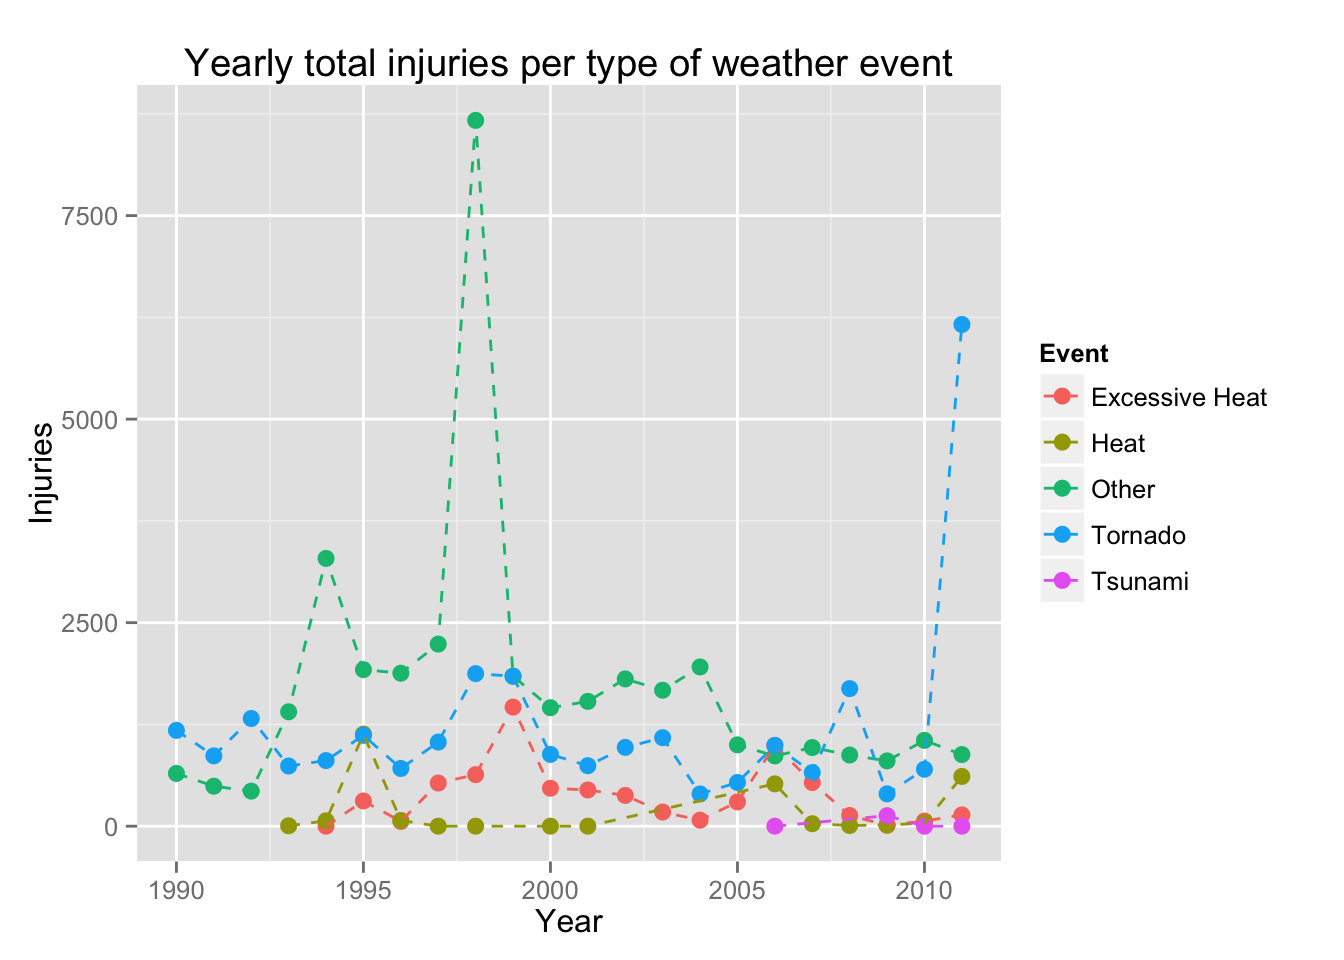 Yearly total injuries per type of weather event
Injuries
7500
5000
2500
0
1990 1995 2000 2005 2010
Year
Event
Excessive Heat
Heat
Other
Tornado
Tsunami